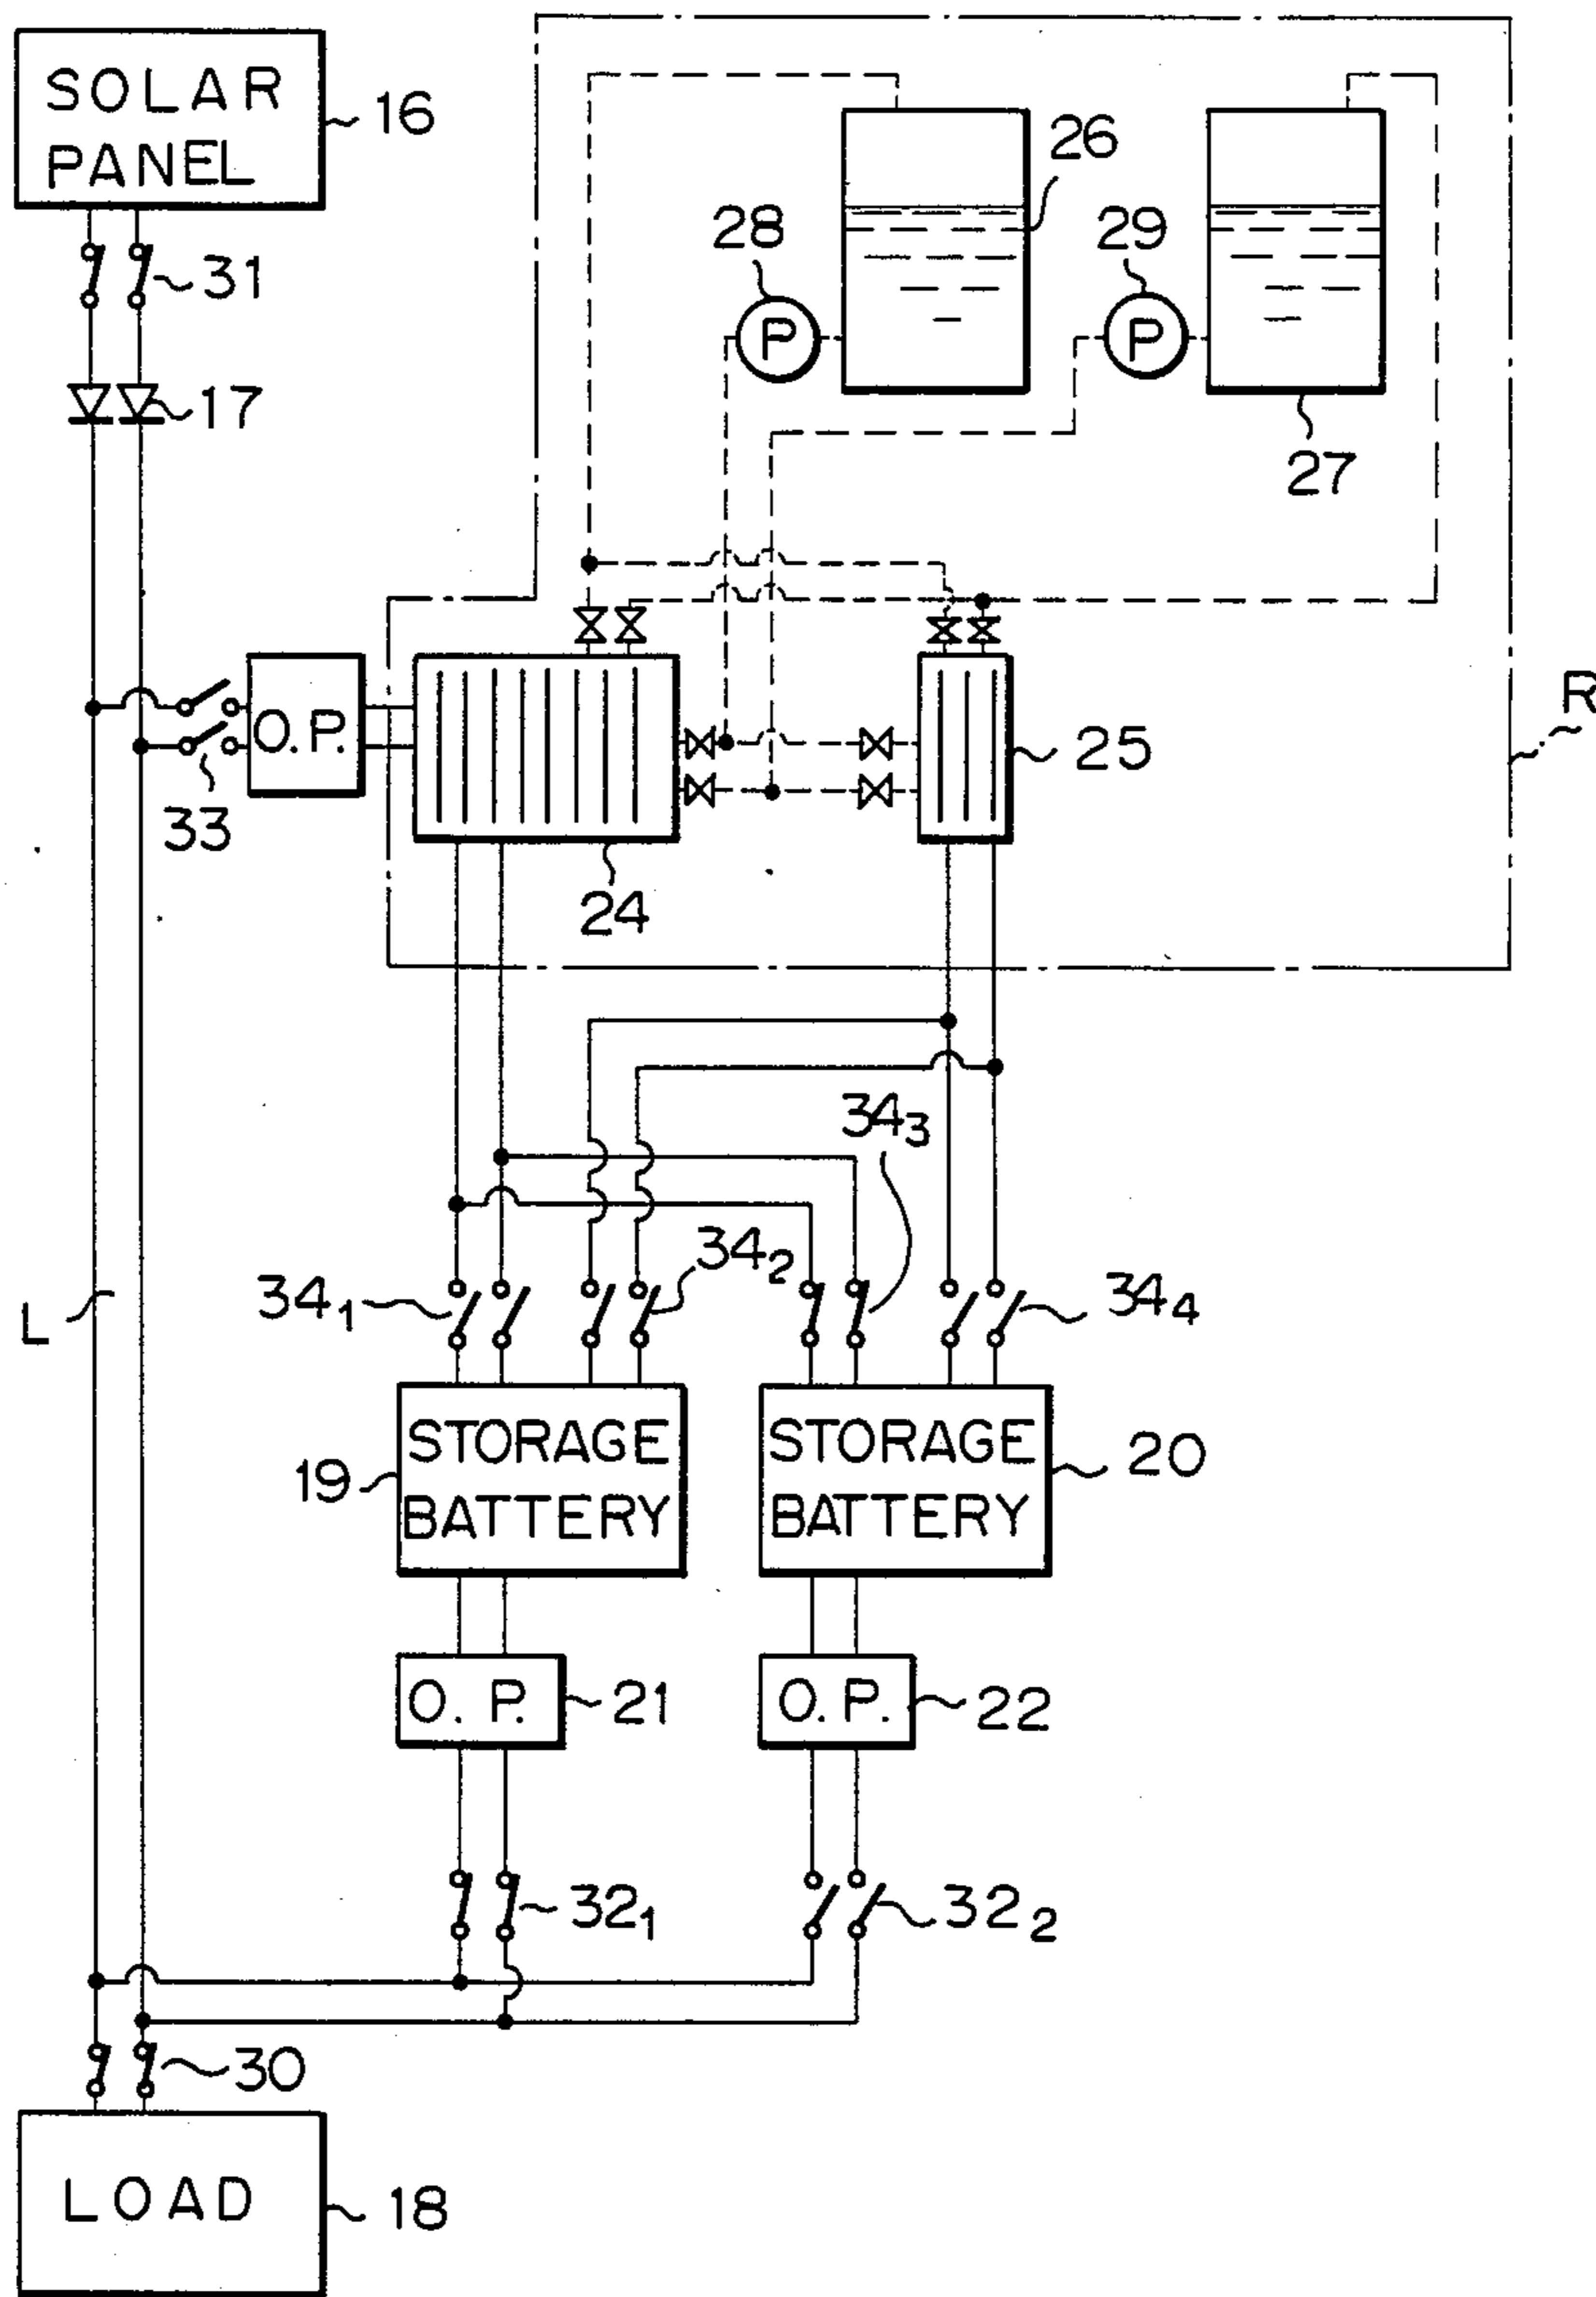 SOLAR
PANEL
16
26
28
29
P
P
31
17
27
R
O.P.
25
33
24
34₃
34₂
34₁
34₄
L
STORAGE
BATTERY
19
STORAGE
BATTERY
20
O. P.
21
O. P.
22
32₁
32₂
30
LOAD
18